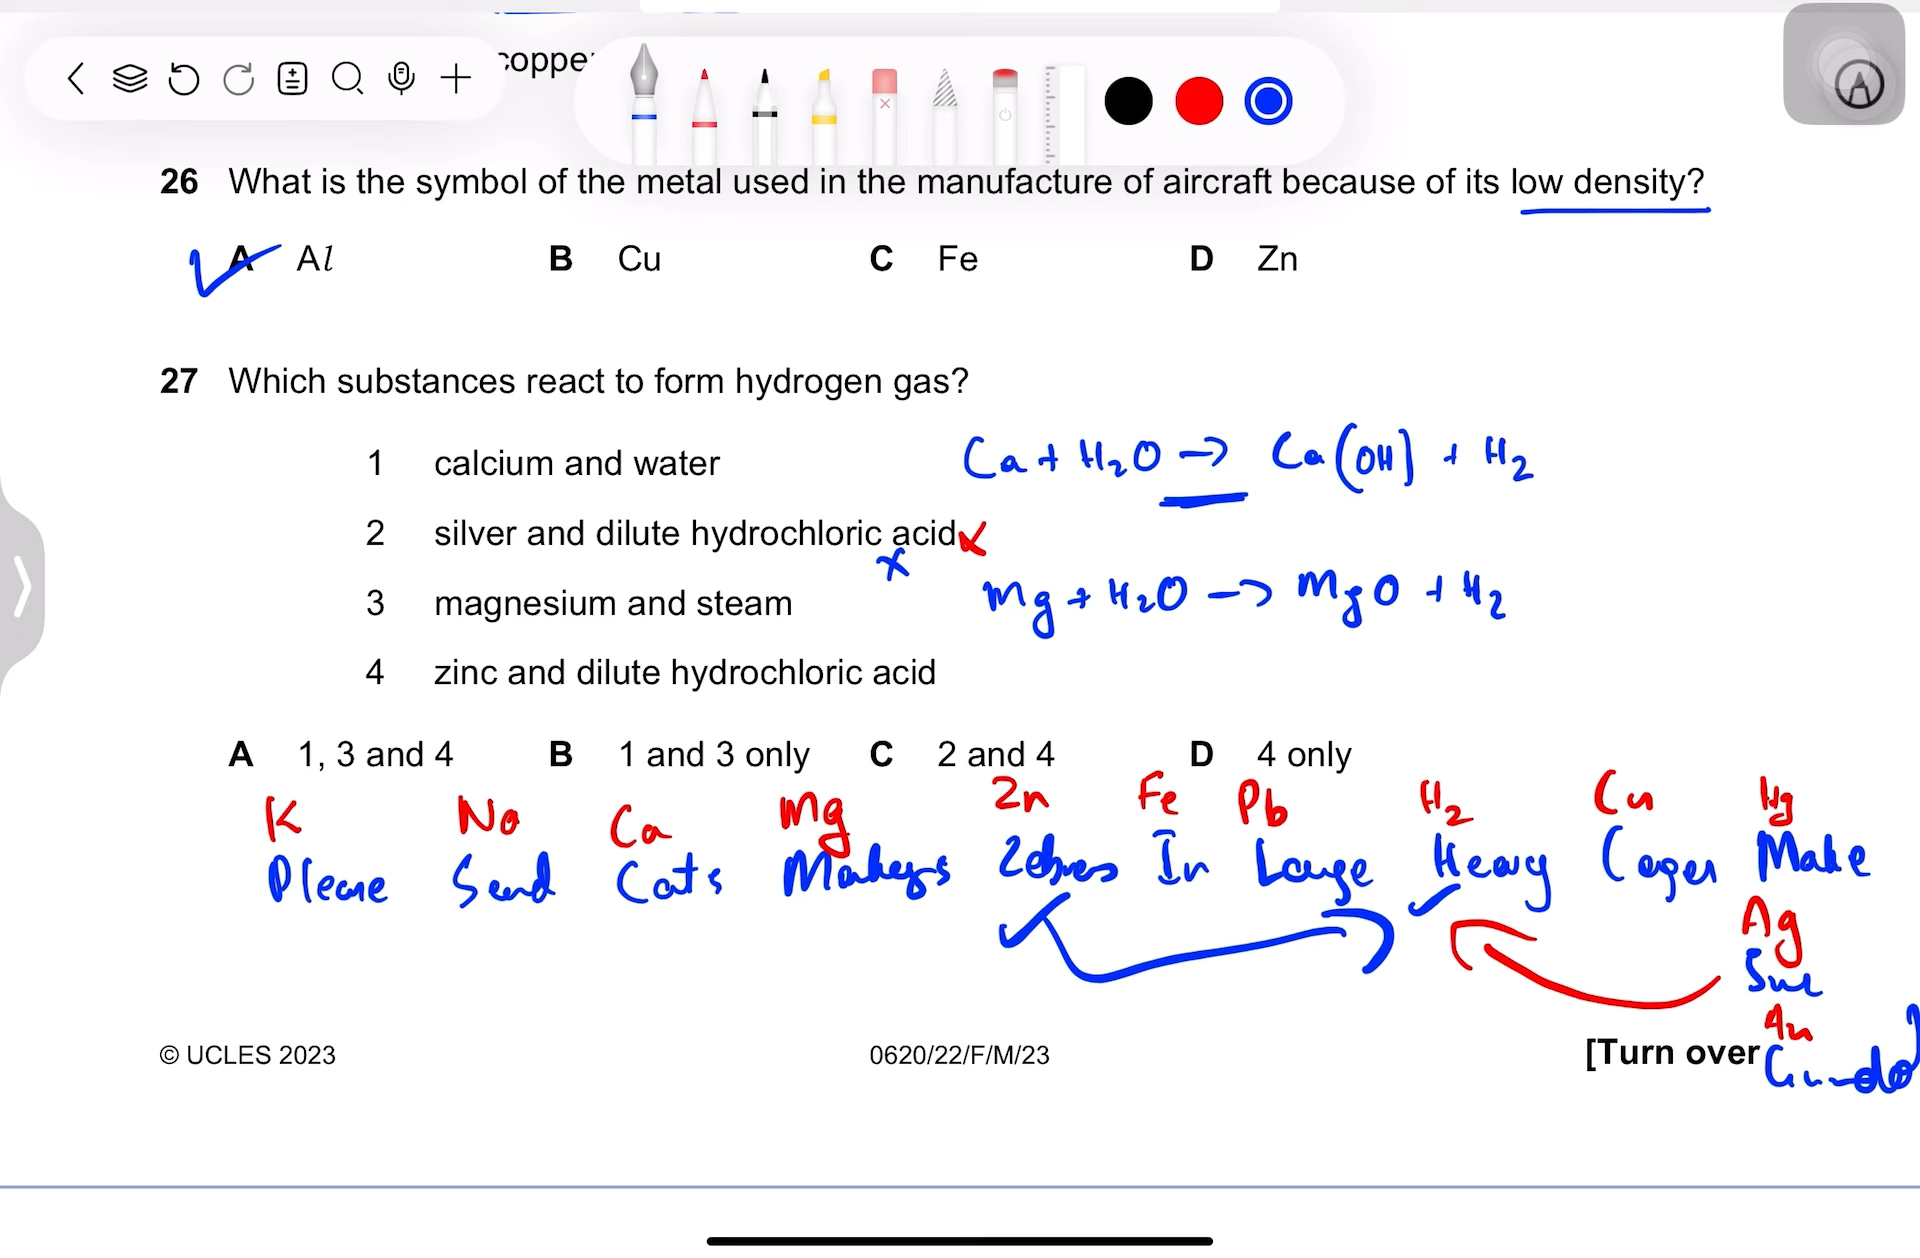 coppe
26 What is the symbol of the metal used in the manufacture of aircraft because of its low density?
A Al B Cu C Fe D Zn
27 Which substances react to form hydrogen gas?
1 calcium and water
Ca + H₂O → Ca(OH) + H₂
2 silver and dilute hydrochloric acid
3 magnesium and steam
Mg + H₂O → MgO + H₂
4 zinc and dilute hydrochloric acid
A 1, 3 and 4 B 1 and 3 only C 2 and 4 D 4 only
K Na Ca Mg Zn Fe Pb H₂ Cu Hg
Please Send Cats Monkeys Zebras In Large Heavy Cages Make
Ag
Sure
Au
© UCLES 2023 0620/22/F/M/23 [Turn over